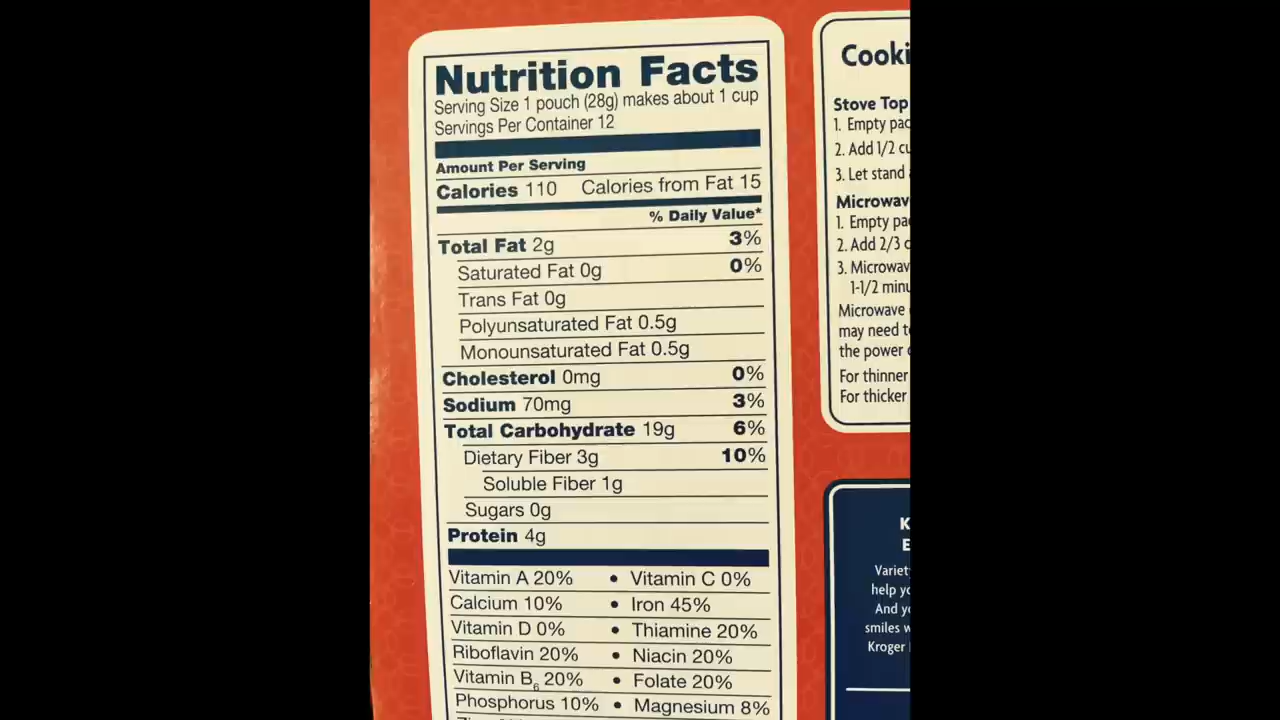 Nutrition Facts
Serving Size 1 pouch (28g) makes about 1 cup
Servings Per Container 12
Amount Per Serving
Calories 110 Calories from Fat 15
% Daily Value*
Total Fat 2g 3%
Saturated Fat 0g 0%
Trans Fat 0g
Polyunsaturated Fat 0.5g
Monounsaturated Fat 0.5g
Cholesterol 0mg 0%
Sodium 70mg 3%
Total Carbohydrate 19g 6%
Dietary Fiber 3g 10%
Soluble Fiber 1g
Sugars 0g
Protein 4g
Vitamin A 20% • Vitamin C 0%
Calcium 10% • Iron 45%
Vitamin D 0% • Thiamine 20%
Riboflavin 20% • Niacin 20%
Vitamin B6 20% • Folate 20%
Phosphorus 10% • Magnesium 8%
Cooki
Stove Top
1. Empty pac
2. Add 1/2 cu
3. Let stand
Microwav
1. Empty pac
2. Add 2/3 c
3. Microwav
1-1/2 minu
Microwave
may need to
the power
For thinner
For thicker
K
E
Variety
help yo
And yo
smiles w
Kroger